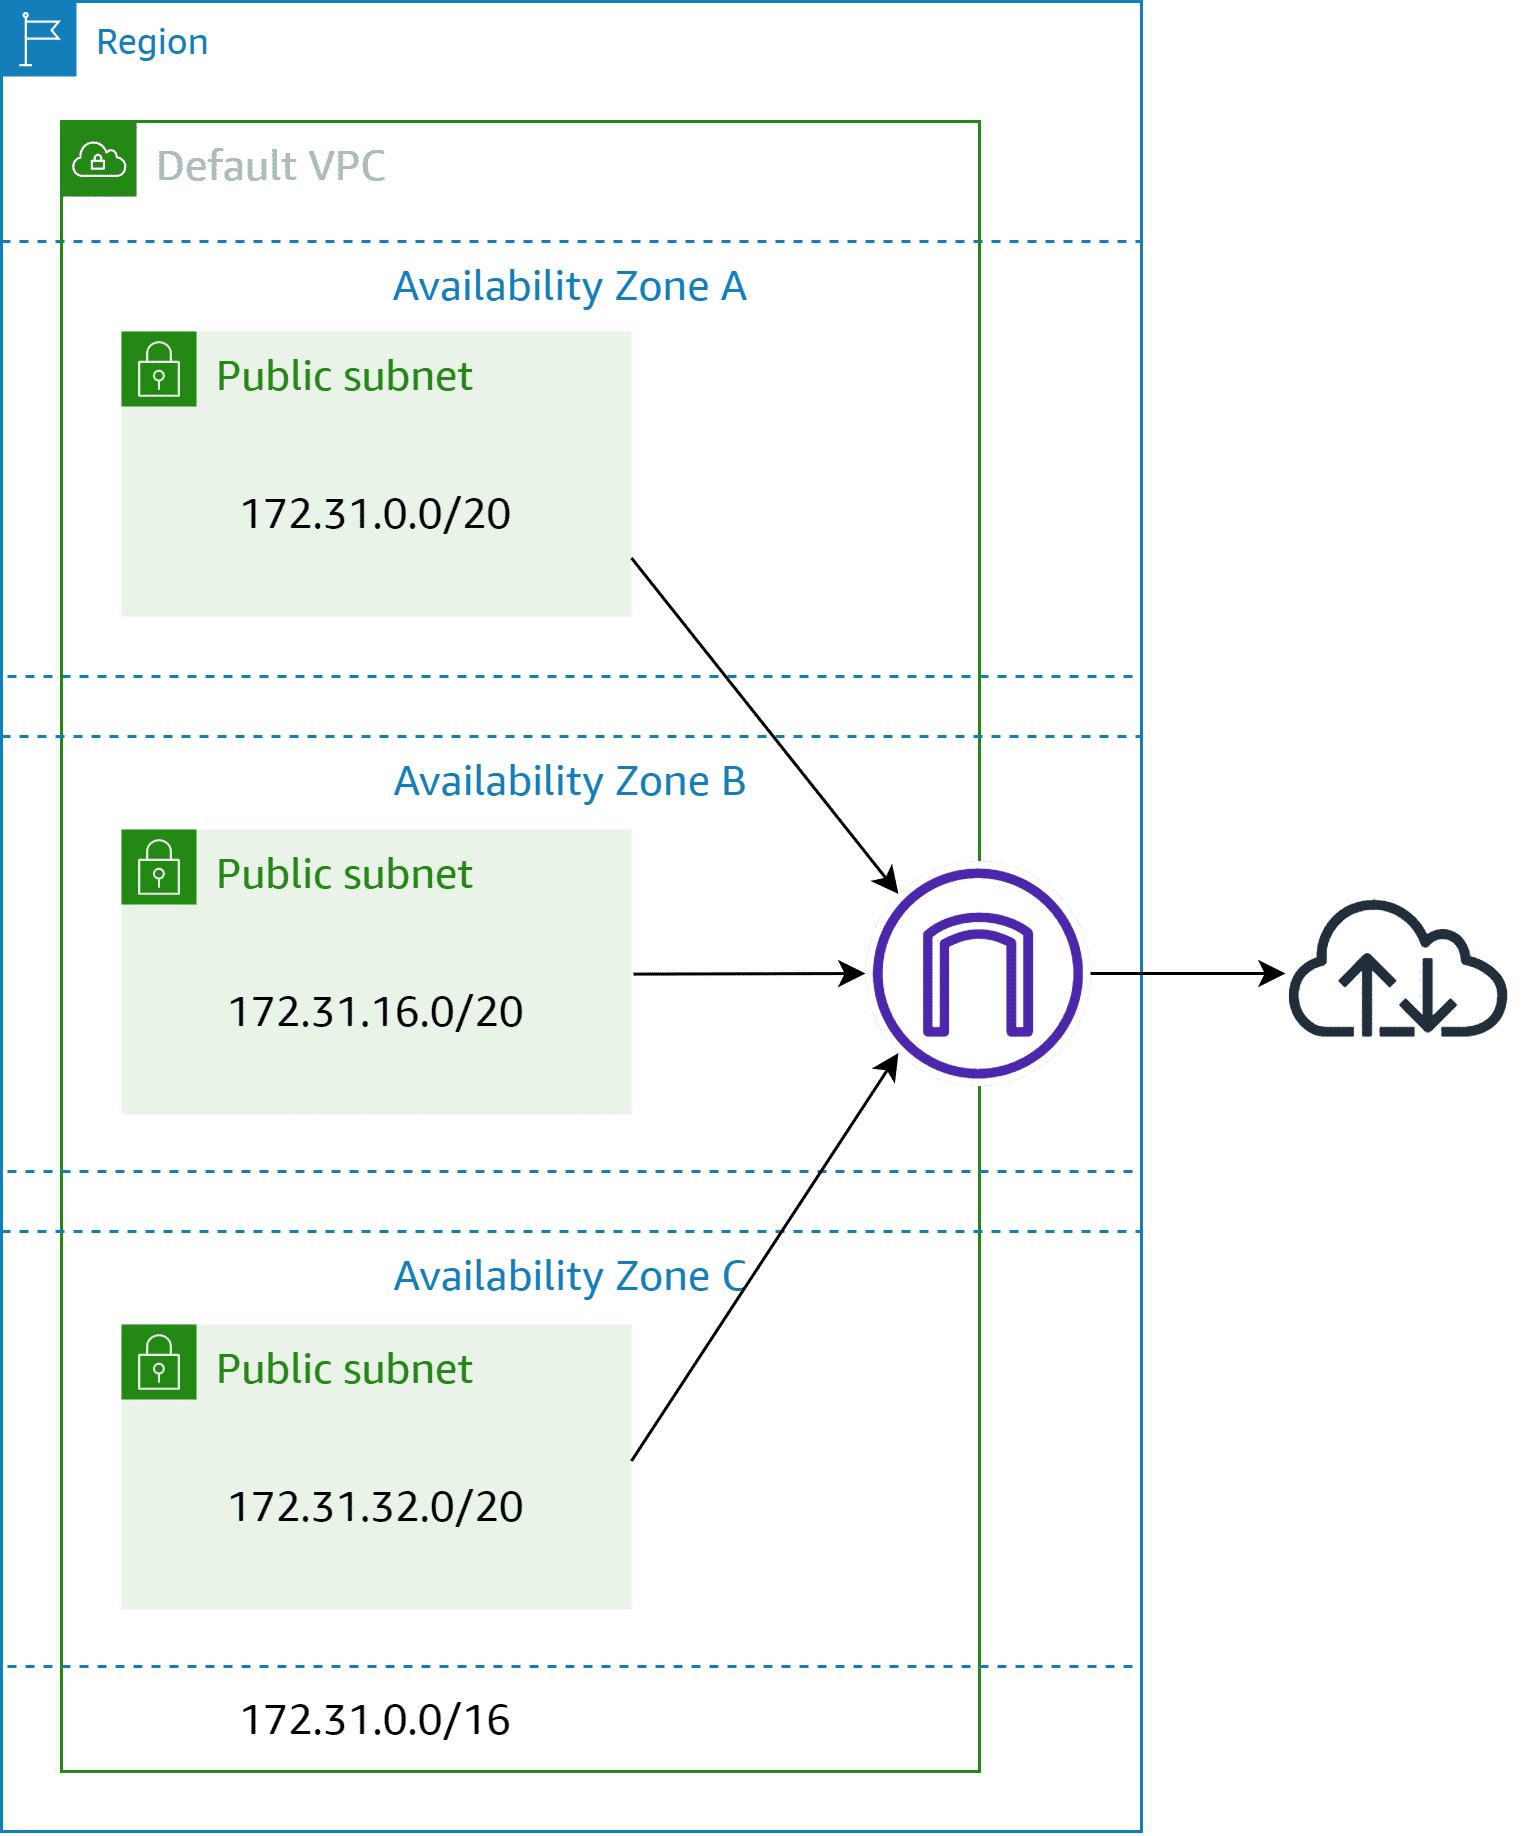 Region
Default VPC
Availability Zone A
Public subnet
172.31.0.0/20
Availability Zone B
Public subnet
172.31.16.0/20
Availability Zone C
Public subnet
172.31.32.0/20
172.31.0.0/16